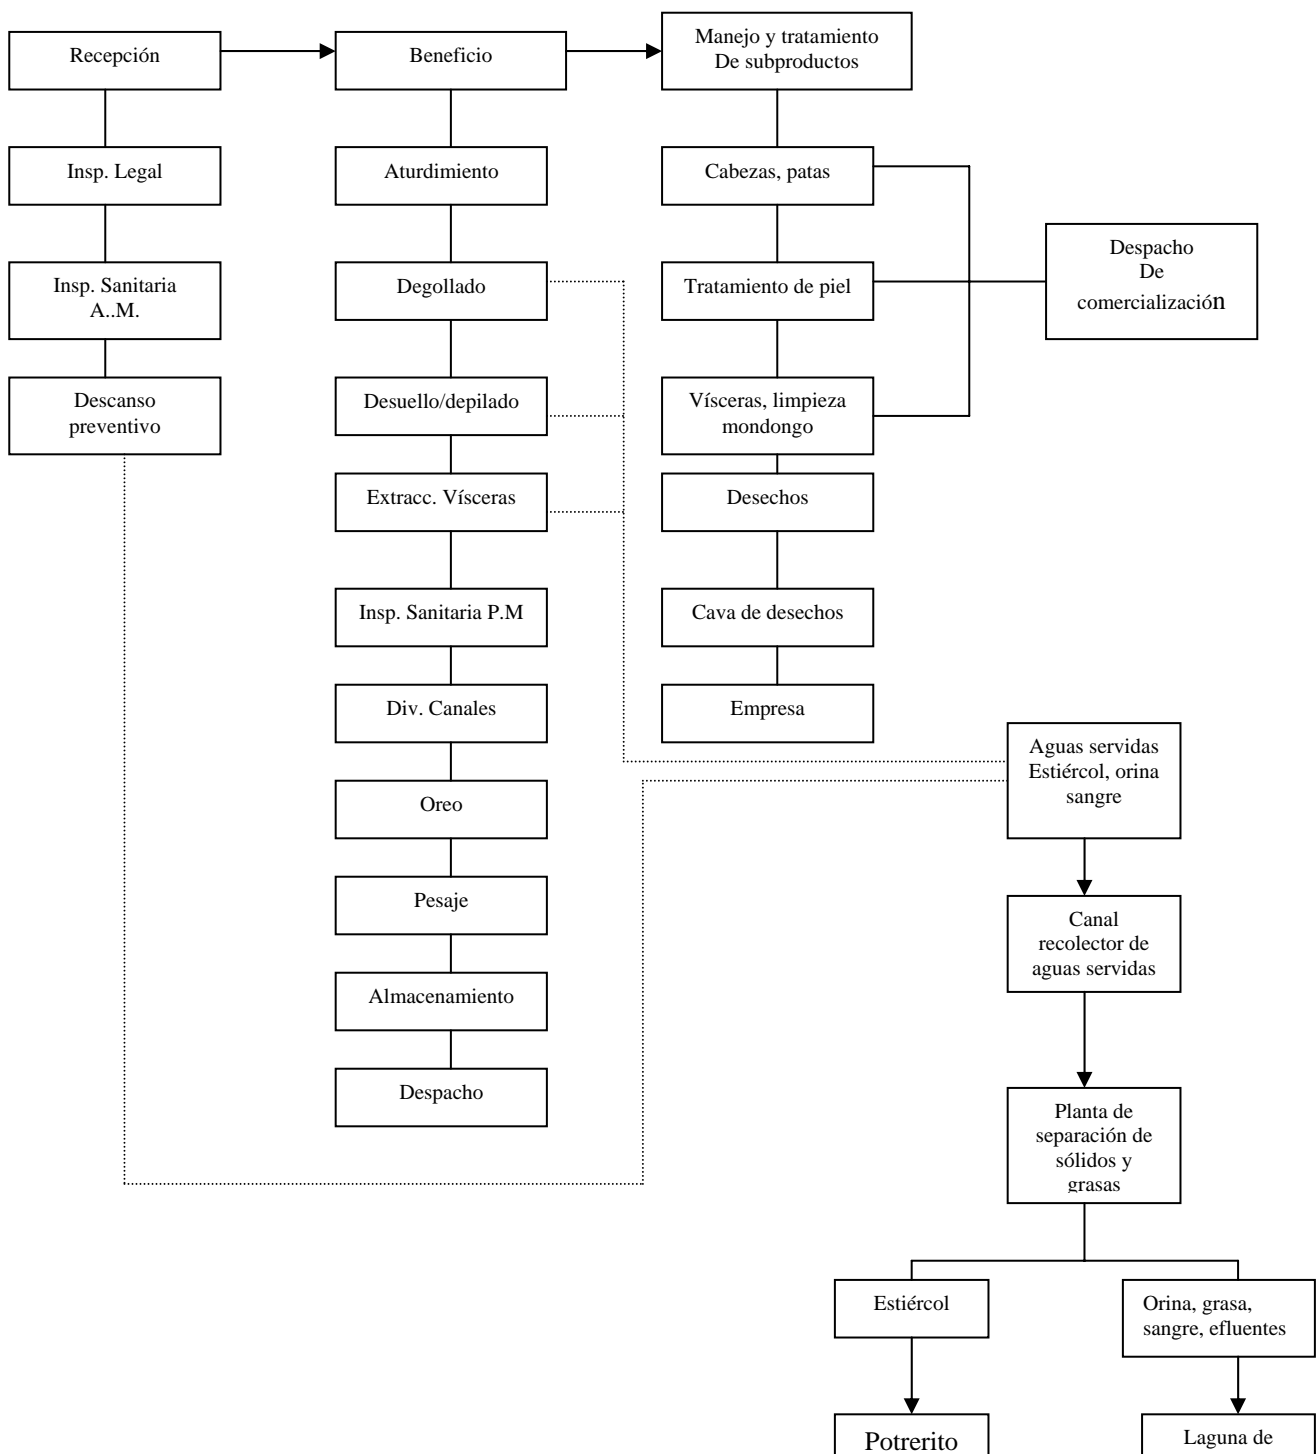 Recepción
Insp. Legal
Insp. Sanitaria
A..M.
Descanso
preventivo
Beneficio
Aturdimiento
Degollado
Desuello/depilado
Extracc. Vísceras
Insp. Sanitaria P.M
Div. Canales
Oreo
Pesaje
Almacenamiento
Despacho
Manejo y tratamiento
De subproductos
Cabezas, patas
Tratamiento de piel
Vísceras, limpieza
mondongo
Desechos
Cava de desechos
Empresa
Despacho
De
comercialización
Aguas servidas
Estiércol, orina
sangre
Canal
recolector de
aguas servidas
Planta de
separación de
sólidos y
grasas
Estiércol
Potrerito
Orina, grasa,
sangre, efluentes
Laguna de